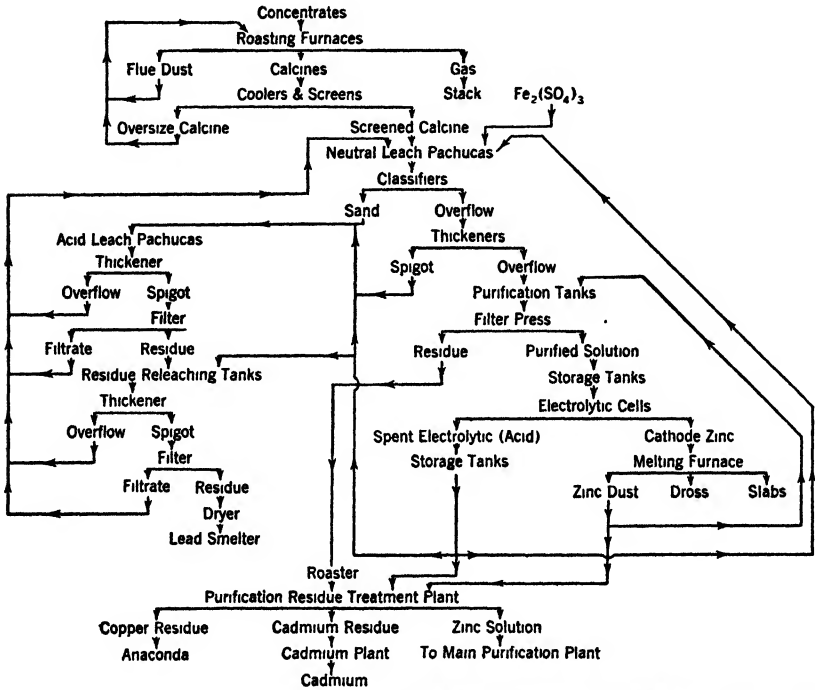 Concentrates
Roasting Furnaces
Flue Dust Calcines Gas
Coolers & Screens Stack Fe2(SO4)3
Oversize Calcine Screened Calcine
Neutral Leach Pachucas
Classifiers
Sand Overflow
Acid Leach Pachucas Thickeners
Thickener Spigot Overflow
Overflow Spigot Purification Tanks
Filter Filter Press
Filtrate Residue Residue Purified Solution
Residue Releaching Tanks Storage Tanks
Thickener Electrolytic Cells
Overflow Spigot Spent Electrolytic (Acid) Cathode Zinc
Filter Storage Tanks Melting Furnace
Filtrate Residue Zinc Dust Dross Slabs
Dryer
Lead Smelter
Roaster
Purification Residue Treatment Plant
Copper Residue Cadmium Residue Zinc Solution
Anaconda Cadmium Plant To Main Purification Plant
Cadmium